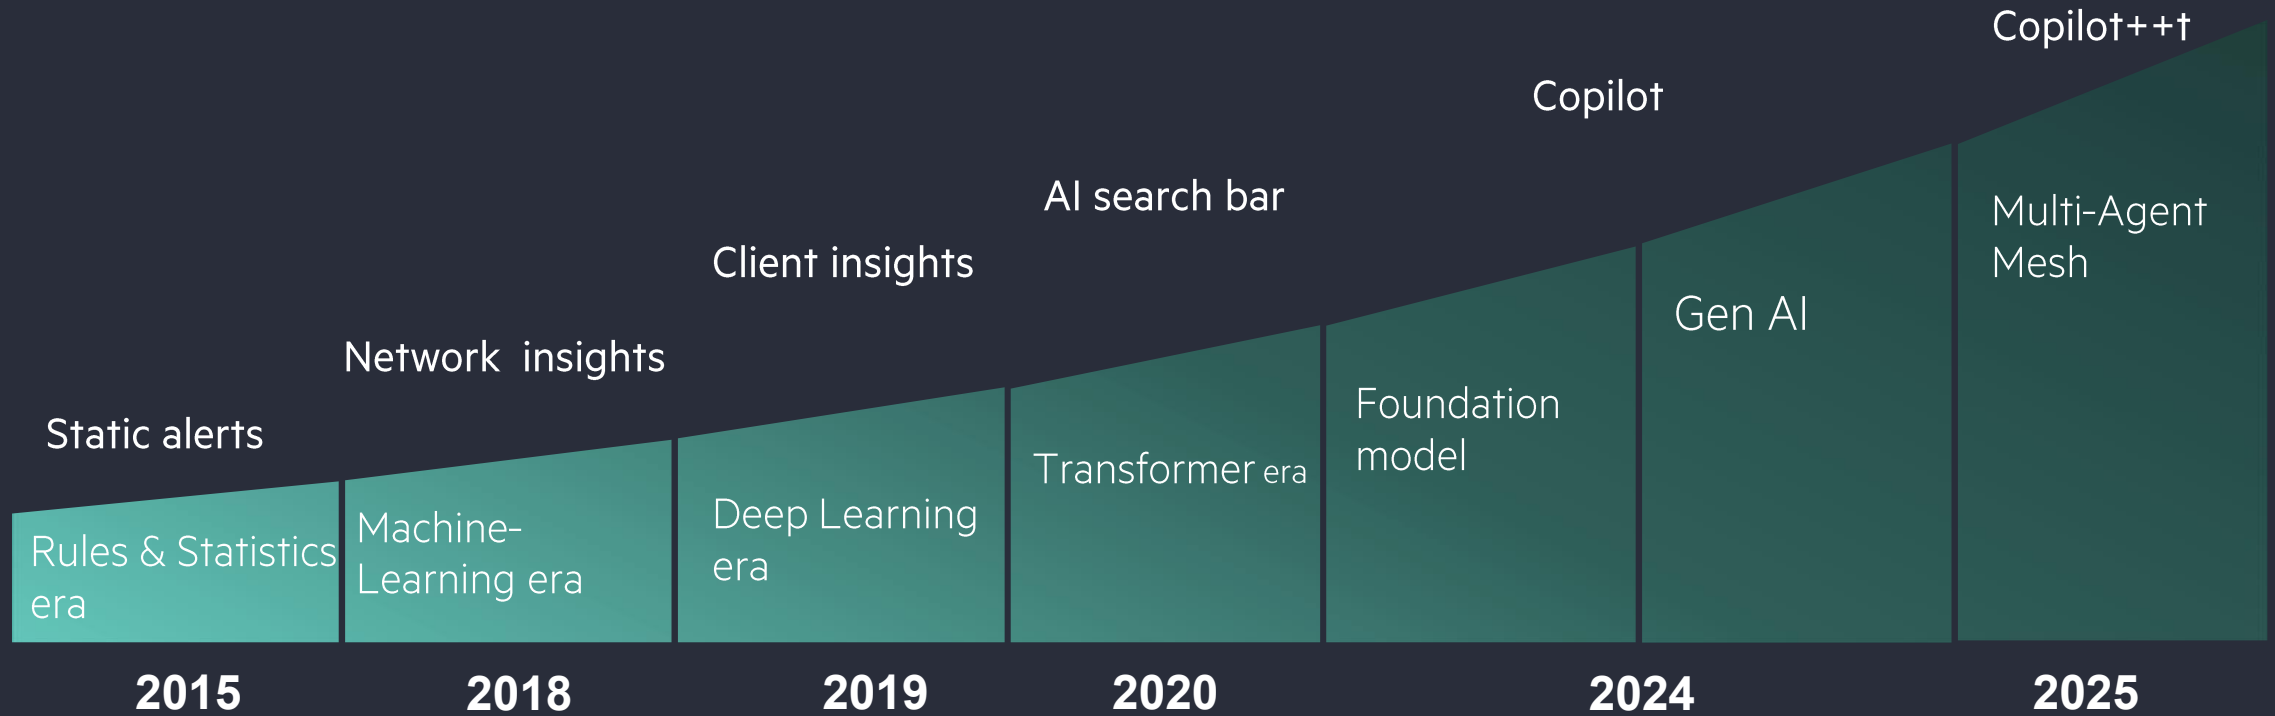 Copilot++t
Copilot
AI search bar
Client insights
Network  insights
Static alerts
Rules & Statistics
era
Machine-
Learning era
Deep Learning
era
Transformer era
Foundation
model
Gen AI
Multi-Agent
Mesh
2015
2018
2019
2020
2024
2025